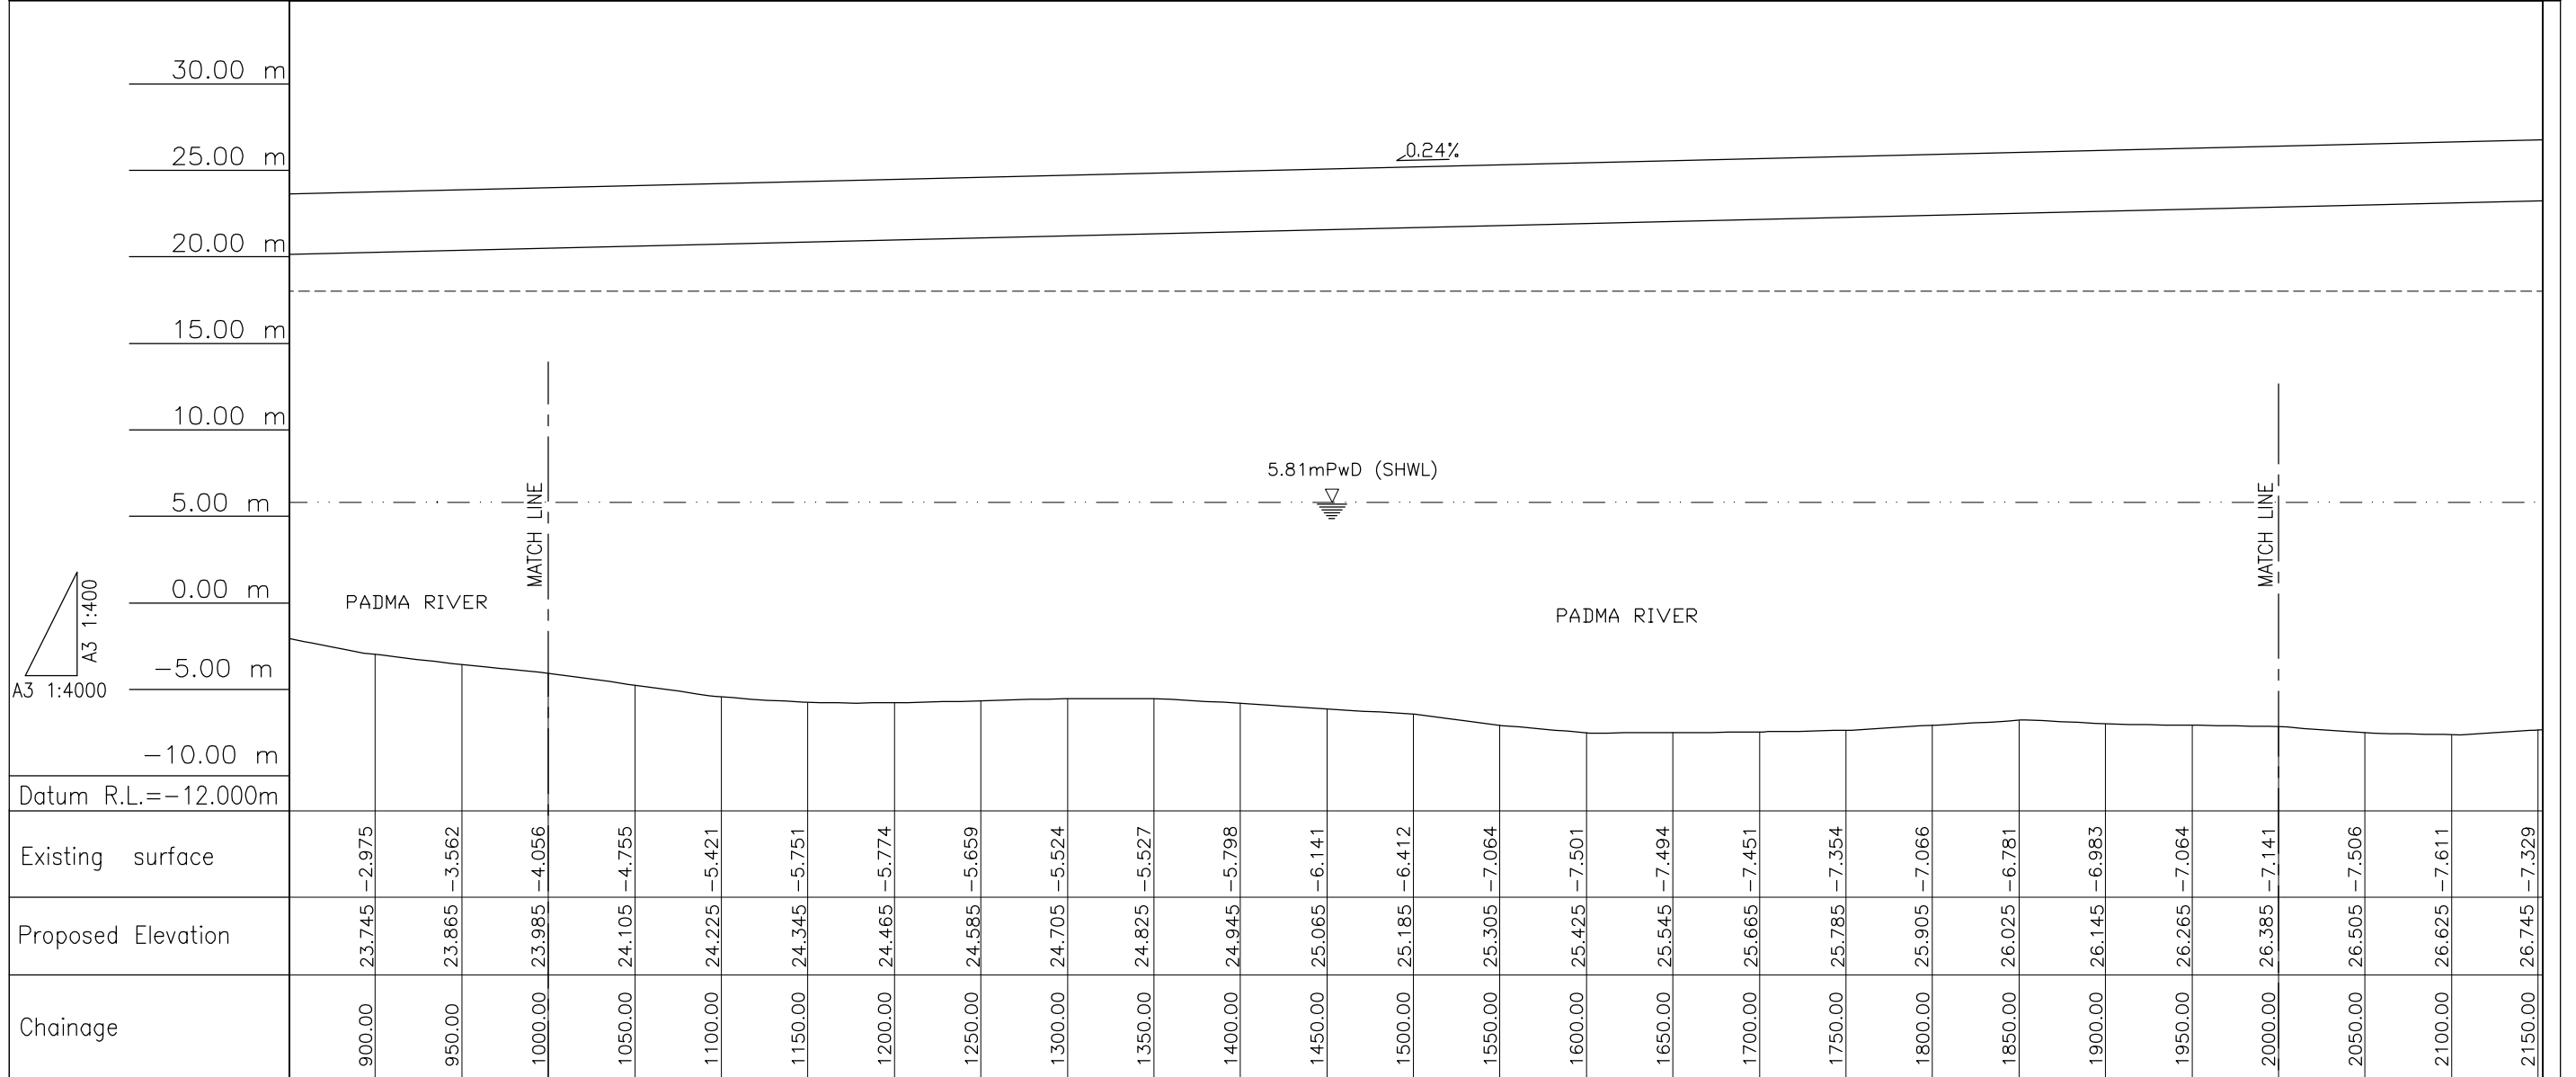 30.00 m
25.00 m
20.00 m
15.00 m
10.00 m
5.00 m
0.00 m
-5.00 m
-10.00 m
0.24%
5.81mPwD (SHWL)
MATCH LINE
MATCH LINE
PADMA RIVER
PADMA RIVER
A3 1:400
A3 1:4000
Datum R.L.=-12.000m
Existing surface -2.975 -3.562 -4.056 -4.755 -5.421 -5.751 -5.774 -5.659 -5.524 -5.527 -5.798 -6.141 -6.412 -7.064 -7.501 -7.494 -7.451 -7.354 -7.066 -6.781 -6.983 -7.064 -7.141 -7.506 -7.611 -7.329
Proposed Elevation 23.745 23.865 23.985 24.105 24.225 24.345 24.465 24.585 24.705 24.825 24.945 25.065 25.185 25.305 25.425 25.545 25.665 25.785 25.905 26.025 26.145 26.265 26.385 26.505 26.625 26.745
Chainage 900.00 950.00 1000.00 1050.00 1100.00 1150.00 1200.00 1250.00 1300.00 1350.00 1400.00 1450.00 1500.00 1550.00 1600.00 1650.00 1700.00 1750.00 1800.00 1850.00 1900.00 1950.00 2000.00 2050.00 2100.00 2150.00